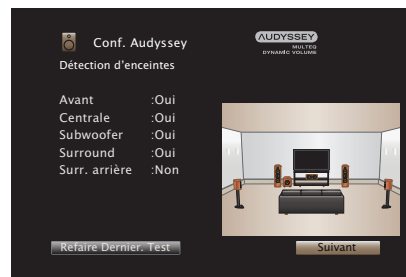 Conf. Audyssey
AUDYSSEY
MULTEQ
DYNAMIC VOLUME
Détection d'enceintes
Avant :Oui
Centrale :Oui
Subwoofer :Oui
Surround :Oui
Surr. arrière :Non
Refaire Dernier. Test
Suivant